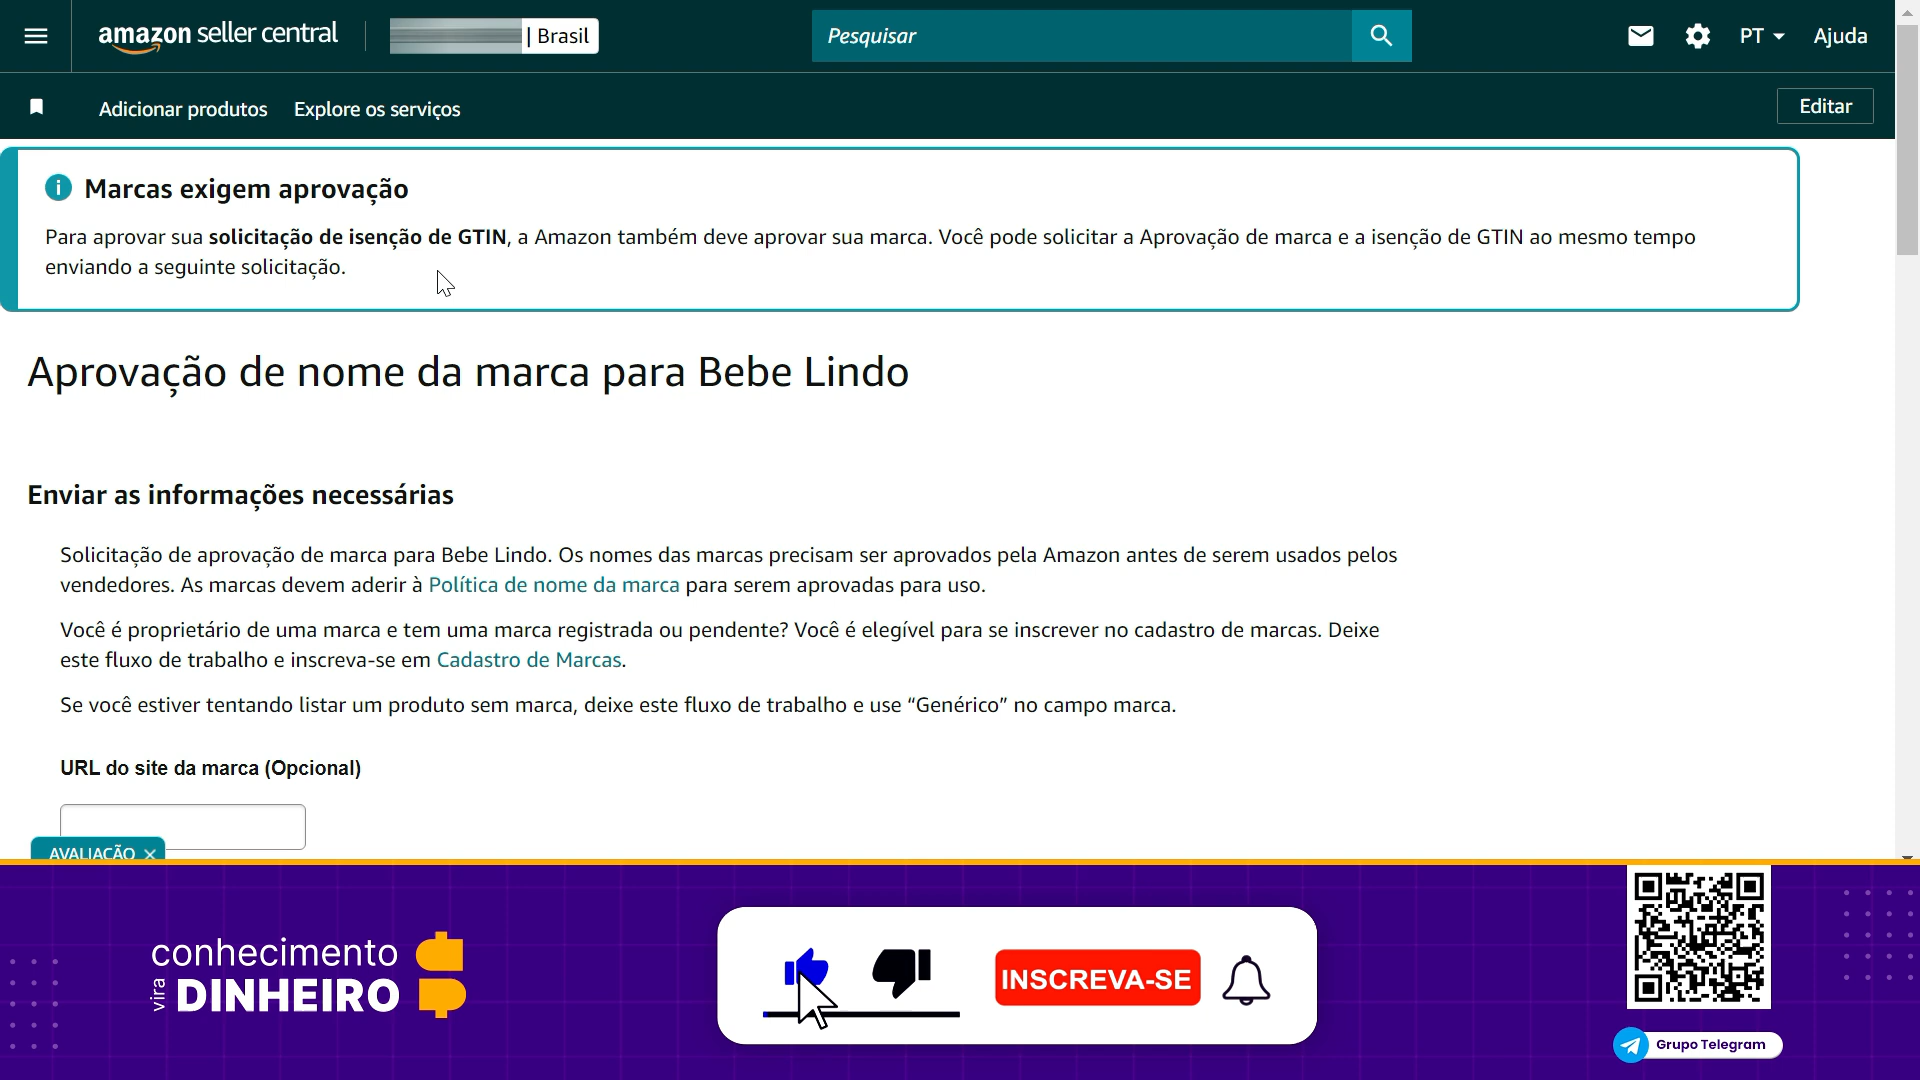 amazon seller central
| Brasil
Pesquisar
PT
Ajuda
Adicionar produtos
Explore os serviços
Editar
Marcas exigem aprovação
Para aprovar sua solicitação de isenção de GTIN, a Amazon também deve aprovar sua marca. Você pode solicitar a Aprovação de marca e a isenção de GTIN ao mesmo tempo
enviando a seguinte solicitação.
Aprovação de nome da marca para Bebe Lindo
Enviar as informações necessárias
Solicitação de aprovação de marca para Bebe Lindo. Os nomes das marcas precisam ser aprovados pela Amazon antes de serem usados pelos
vendedores. As marcas devem aderir à Política de nome da marca para serem aprovadas para uso.
Você é proprietário de uma marca e tem uma marca registrada ou pendente? Você é elegível para se inscrever no cadastro de marcas. Deixe
este fluxo de trabalho e inscreva-se em Cadastro de Marcas.
Se você estiver tentando listar um produto sem marca, deixe este fluxo de trabalho e use “Genérico” no campo marca.
URL do site da marca (Opcional)
AVALIAÇÃO
conhecimento
vira DINHEIRO
INSCREVA-SE
Grupo Telegram